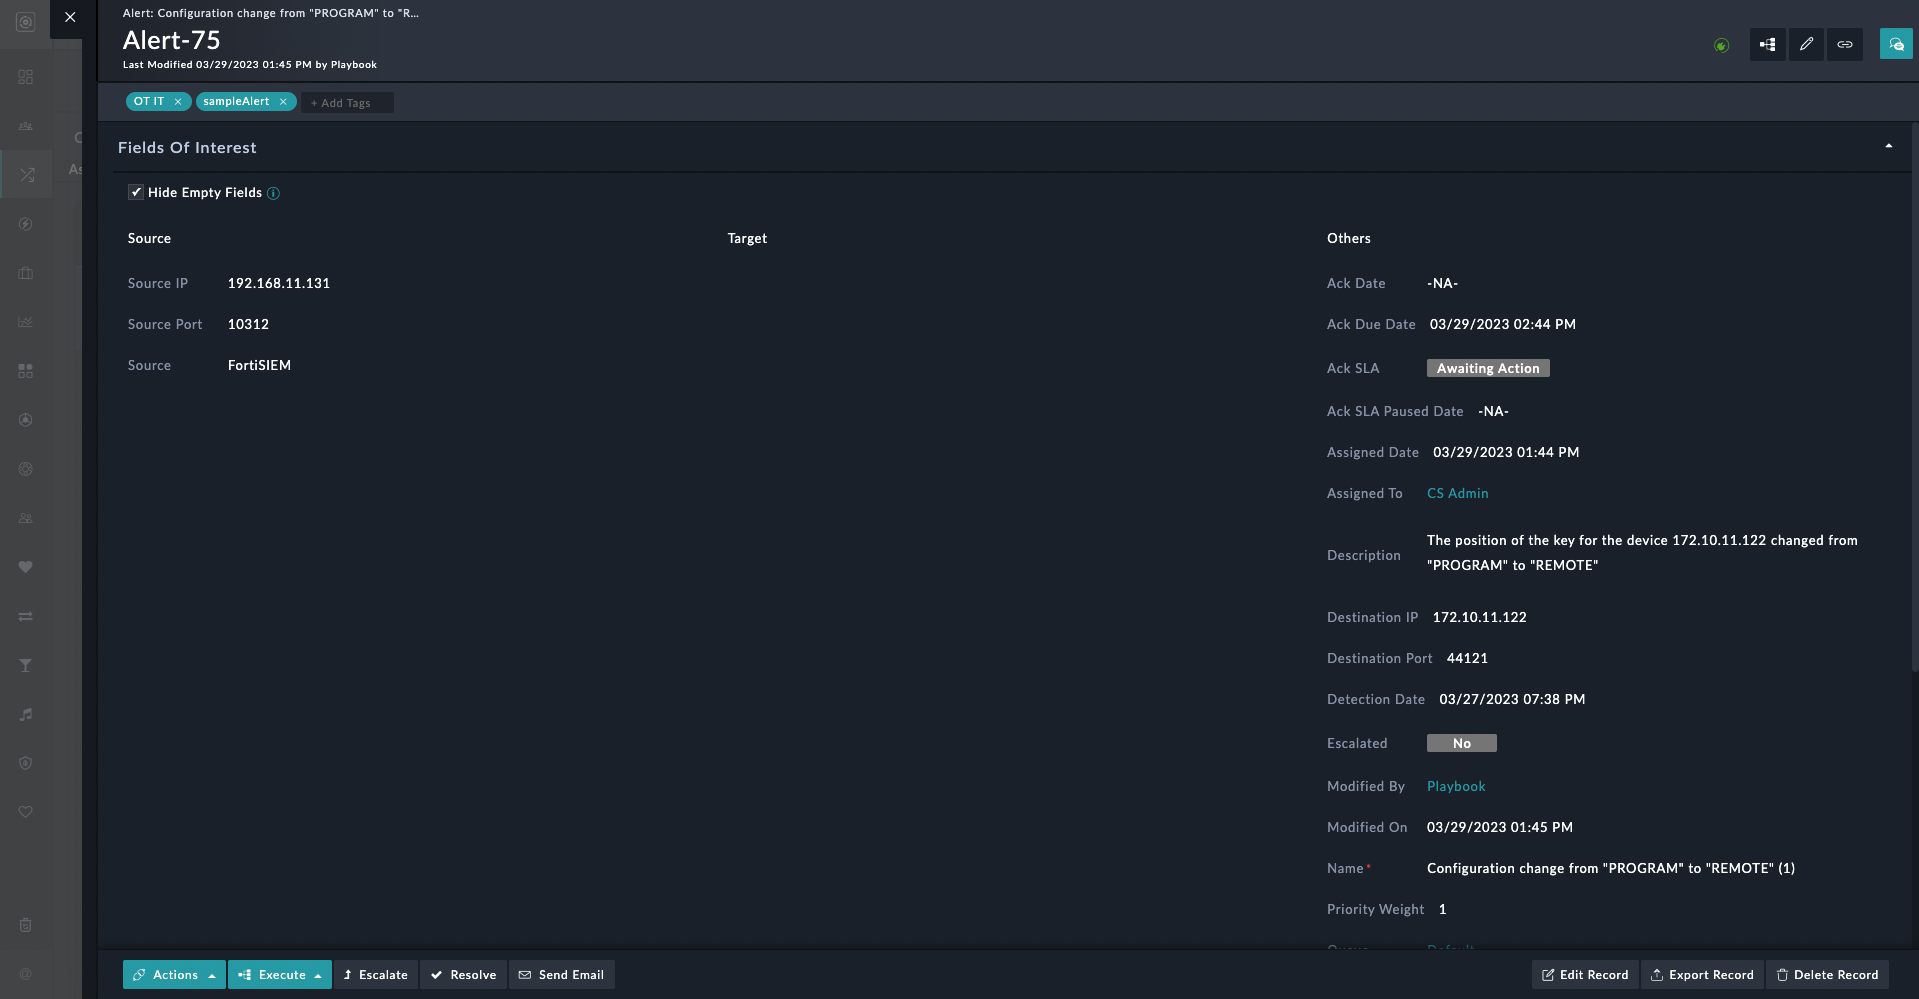 Alert: Configuration change from "PROGRAM" to "R...
Alert-75
Last Modified 03/29/2023 01:45 PM by Playbook
OT IT × sampleAlert × + Add Tags
Fields Of Interest
Hide Empty Fields
Source
Source IP 192.168.11.131
Source Port 10312
Source FortiSIEM
Target
Others
Ack Date -NA-
Ack Due Date 03/29/2023 02:44 PM
Ack SLA Awaiting Action
Ack SLA Paused Date -NA-
Assigned Date 03/29/2023 01:44 PM
Assigned To CS Admin
Description The position of the key for the device 172.10.11.122 changed from
"PROGRAM" to "REMOTE"
Destination IP 172.10.11.122
Destination Port 44121
Detection Date 03/27/2023 07:38 PM
Escalated No
Modified By Playbook
Modified On 03/29/2023 01:45 PM
Name* Configuration change from "PROGRAM" to "REMOTE" (1)
Priority Weight 1
Actions Execute Escalate Resolve Send Email
Edit Record Export Record Delete Record